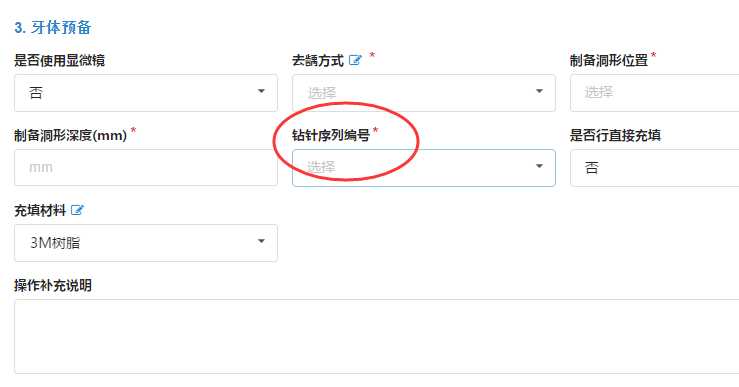 3. 牙体预备
是否使用显微镜 去龋方式 * 制备洞形位置 *
否 选择 选择
制备洞形深度(mm) * 钻针序列编号 * 是否行直接充填
mm 选择 否
充填材料
3M树脂
操作补充说明